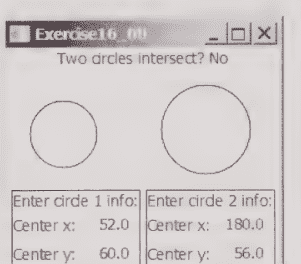 Exercise16_09
Two circles intersect? No
Enter circle 1 info:
Center x: 52.0
Center y: 60.0
Enter circle 2 info:
Center x: 180.0
Center y: 56.0